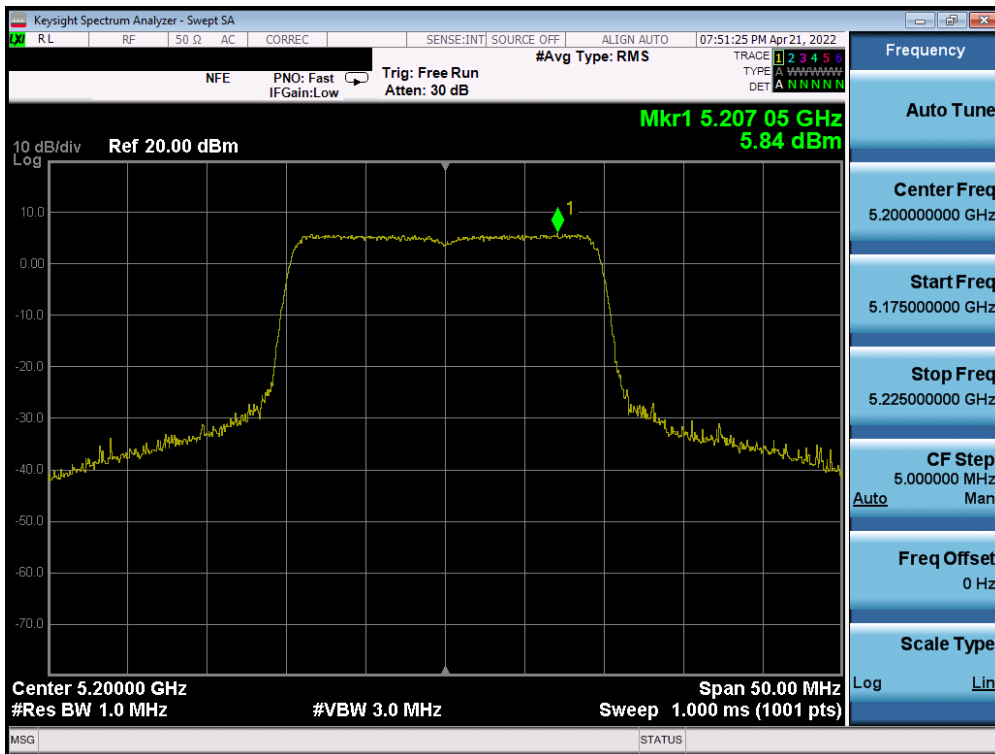 Keysight Spectrum Analyzer - Swept SA
LXI RL RF 50 Ω AC CORREC SENSE:INT SOURCE OFF ALIGN AUTO 07:51:25 PM Apr 21, 2022
#Avg Type: RMS
TRACE 1 2 3 4 5 6
TYPE A WWWWW
DET A N N N N N
NFE
PNO: Fast
IFGain:Low
Trig: Free Run
Atten: 30 dB
Mkr1 5.207 05 GHz
5.84 dBm
10 dB/div
Log
Ref 20.00 dBm
1
10.0
0.00
-10.0
-20.0
-30.0
-40.0
-50.0
-60.0
-70.0
Center 5.20000 GHz
Span 50.00 MHz
#Res BW 1.0 MHz
#VBW 3.0 MHz
Sweep 1.000 ms (1001 pts)
MSG
STATUS
Frequency
Auto Tune
Center Freq
5.200000000 GHz
Start Freq
5.175000000 GHz
Stop Freq
5.225000000 GHz
CF Step
5.000000 MHz
Auto Man
Freq Offset
0 Hz
Scale Type
Log Lin